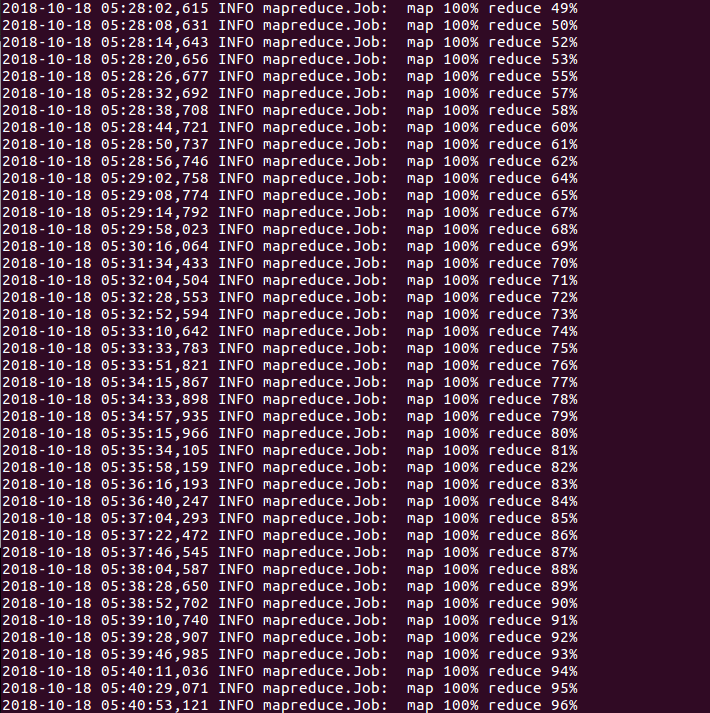 2018-10-18 05:28:02,615 INFO mapreduce.Job:  map 100% reduce 49%
2018-10-18 05:28:08,631 INFO mapreduce.Job:  map 100% reduce 50%
2018-10-18 05:28:14,643 INFO mapreduce.Job:  map 100% reduce 52%
2018-10-18 05:28:20,656 INFO mapreduce.Job:  map 100% reduce 53%
2018-10-18 05:28:26,677 INFO mapreduce.Job:  map 100% reduce 55%
2018-10-18 05:28:32,692 INFO mapreduce.Job:  map 100% reduce 57%
2018-10-18 05:28:38,708 INFO mapreduce.Job:  map 100% reduce 58%
2018-10-18 05:28:44,721 INFO mapreduce.Job:  map 100% reduce 60%
2018-10-18 05:28:50,737 INFO mapreduce.Job:  map 100% reduce 61%
2018-10-18 05:28:56,746 INFO mapreduce.Job:  map 100% reduce 62%
2018-10-18 05:29:02,758 INFO mapreduce.Job:  map 100% reduce 64%
2018-10-18 05:29:08,774 INFO mapreduce.Job:  map 100% reduce 65%
2018-10-18 05:29:14,792 INFO mapreduce.Job:  map 100% reduce 67%
2018-10-18 05:29:58,023 INFO mapreduce.Job:  map 100% reduce 68%
2018-10-18 05:30:16,064 INFO mapreduce.Job:  map 100% reduce 69%
2018-10-18 05:31:34,433 INFO mapreduce.Job:  map 100% reduce 70%
2018-10-18 05:32:04,504 INFO mapreduce.Job:  map 100% reduce 71%
2018-10-18 05:32:28,553 INFO mapreduce.Job:  map 100% reduce 72%
2018-10-18 05:32:52,594 INFO mapreduce.Job:  map 100% reduce 73%
2018-10-18 05:33:10,642 INFO mapreduce.Job:  map 100% reduce 74%
2018-10-18 05:33:33,783 INFO mapreduce.Job:  map 100% reduce 75%
2018-10-18 05:33:51,821 INFO mapreduce.Job:  map 100% reduce 76%
2018-10-18 05:34:15,867 INFO mapreduce.Job:  map 100% reduce 77%
2018-10-18 05:34:33,898 INFO mapreduce.Job:  map 100% reduce 78%
2018-10-18 05:34:57,935 INFO mapreduce.Job:  map 100% reduce 79%
2018-10-18 05:35:15,966 INFO mapreduce.Job:  map 100% reduce 80%
2018-10-18 05:35:34,105 INFO mapreduce.Job:  map 100% reduce 81%
2018-10-18 05:35:58,159 INFO mapreduce.Job:  map 100% reduce 82%
2018-10-18 05:36:16,193 INFO mapreduce.Job:  map 100% reduce 83%
2018-10-18 05:36:40,247 INFO mapreduce.Job:  map 100% reduce 84%
2018-10-18 05:37:04,293 INFO mapreduce.Job:  map 100% reduce 85%
2018-10-18 05:37:22,472 INFO mapreduce.Job:  map 100% reduce 86%
2018-10-18 05:37:46,545 INFO mapreduce.Job:  map 100% reduce 87%
2018-10-18 05:38:04,587 INFO mapreduce.Job:  map 100% reduce 88%
2018-10-18 05:38:28,650 INFO mapreduce.Job:  map 100% reduce 89%
2018-10-18 05:38:52,702 INFO mapreduce.Job:  map 100% reduce 90%
2018-10-18 05:39:10,740 INFO mapreduce.Job:  map 100% reduce 91%
2018-10-18 05:39:28,907 INFO mapreduce.Job:  map 100% reduce 92%
2018-10-18 05:39:46,985 INFO mapreduce.Job:  map 100% reduce 93%
2018-10-18 05:40:11,036 INFO mapreduce.Job:  map 100% reduce 94%
2018-10-18 05:40:29,071 INFO mapreduce.Job:  map 100% reduce 95%
2018-10-18 05:40:53,121 INFO mapreduce.Job:  map 100% reduce 96%